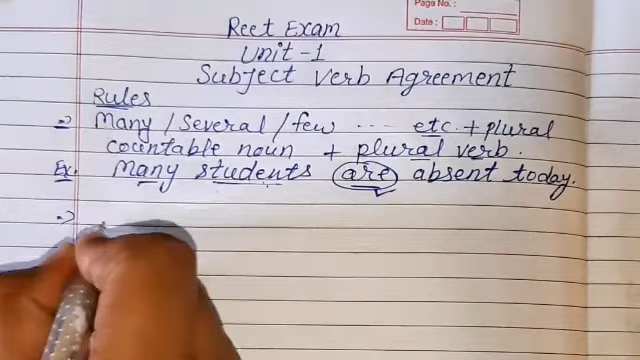 Page No.:
Date:
Reet Exam
Unit-1
Subject Verb Agreement
Rules
⇒ Many / Several / few ... etc. + plural
countable noun + plural verb.
Ex. Many students are absent today.
⇒